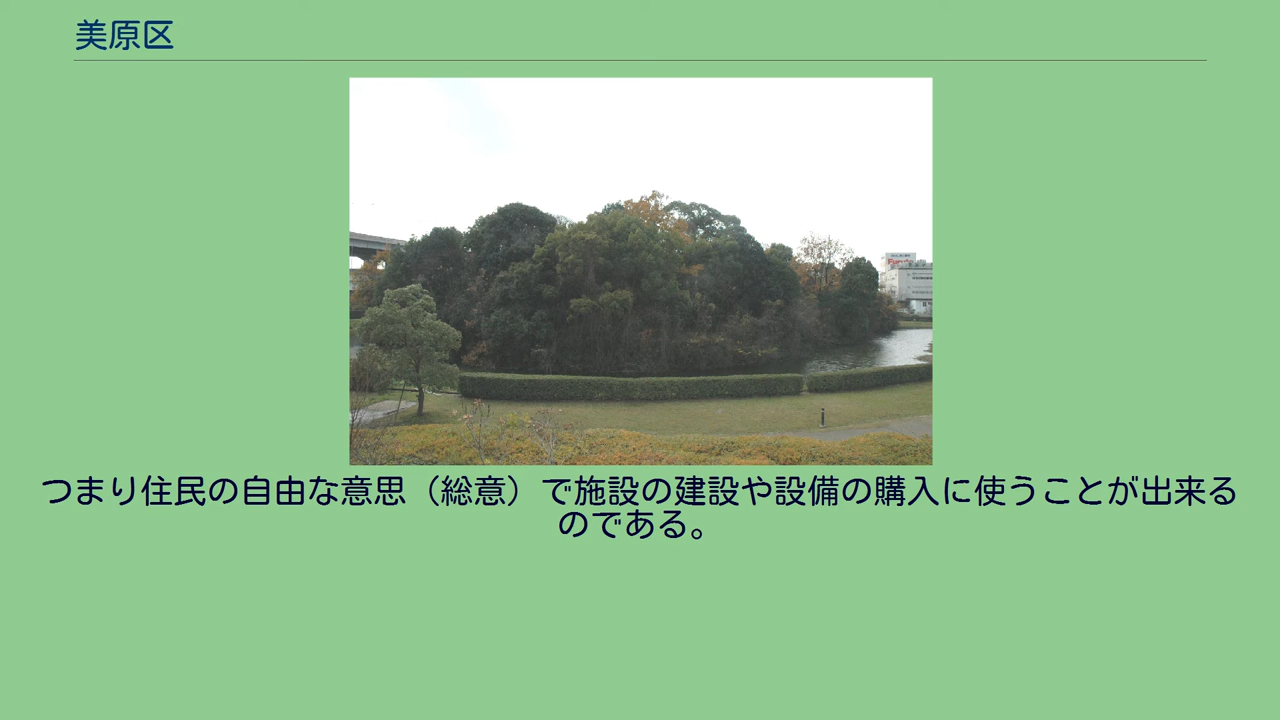 美原区
つまり住民の自由な意思（総意）で施設の建設や設備の購入に使うことが出来る
のである。